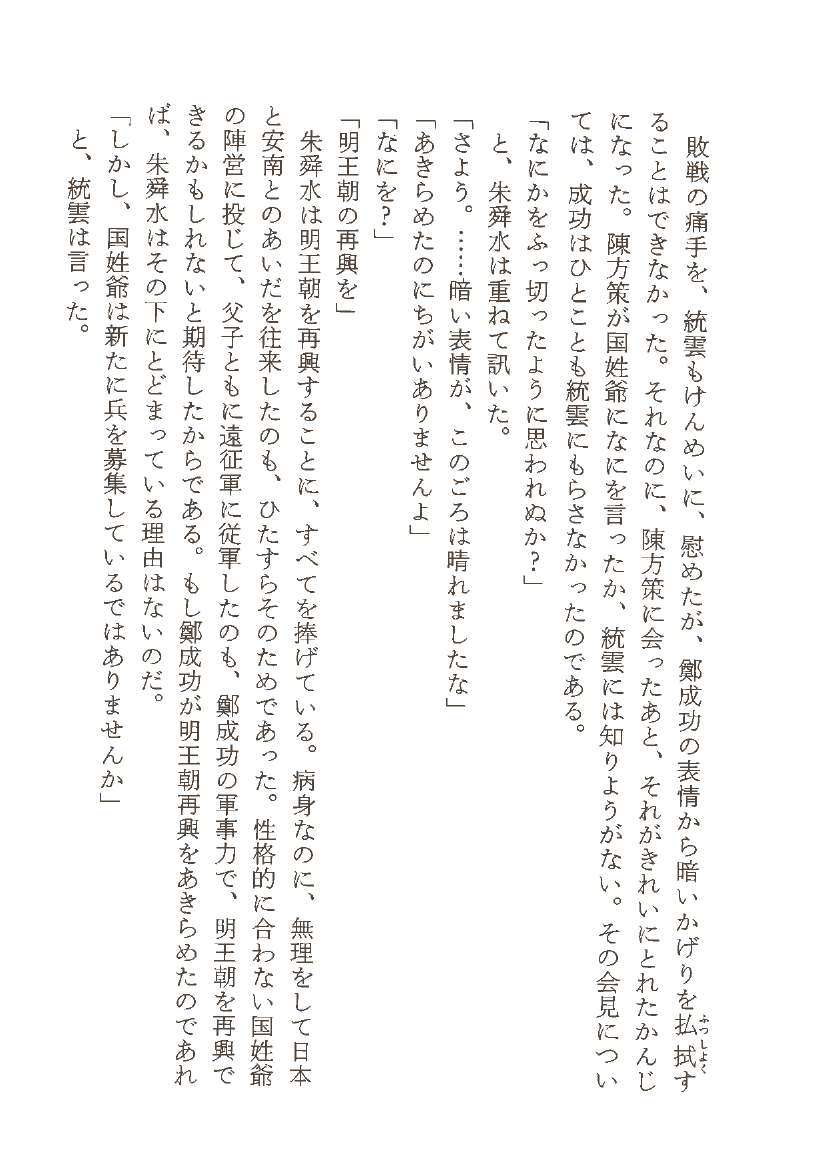 敗戦の痛手を、統雲もけんめいに、慰めたが、鄭成功の表情から暗いかげりを払拭す
ふっしょく
ることはできなかった。それなのに、陳方策に会ったあと、それがきれいにとれたかんじ
になった。陳方策が国姓爺になにを言ったか、統雲には知りようがない。その会見につい
ては、成功はひとことも統雲にもらさなかったのである。
「なにかをふっ切ったように思われぬか?」
と、朱舜水は重ねて訊いた。
「さよう。……暗い表情が、このごろは晴れましたな」
「あきらめたのにちがいありませんよ」
「なにを?」
「明王朝の再興を」
朱舜水は明王朝を再興することに、すべてを捧げている。病身なのに、無理をして日本
と安南とのあいだを往来したのも、ひたすらそのためであった。性格的に合わない国姓爺
の陣営に投じて、父子ともに遠征軍に従軍したのも、鄭成功の軍事力で、明王朝を再興で
きるかもしれないと期待したからである。もし鄭成功が明王朝再興をあきらめたのであれ
ば、朱舜水はその下にとどまっている理由はないのだ。
「しかし、国姓爺は新たに兵を募集しているではありませんか」
と、統雲は言った。